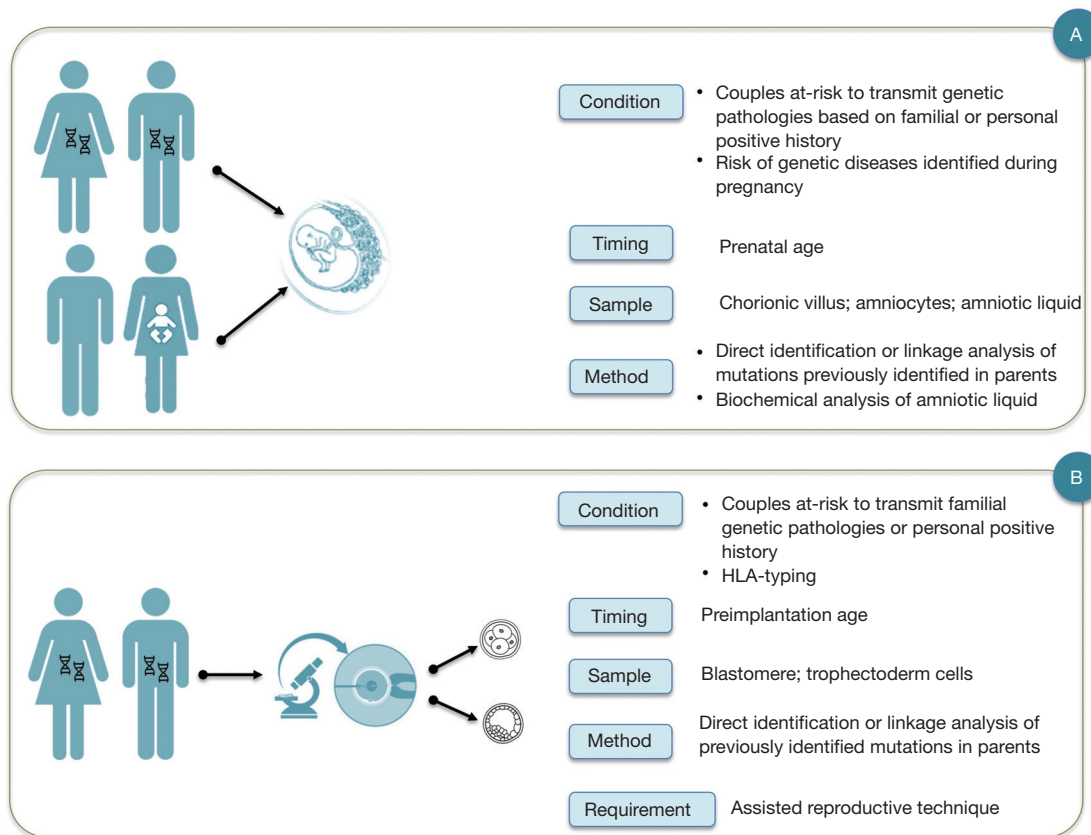 A
Condition
• Couples at-risk to transmit genetic
pathologies based on familial or personal
positive history
• Risk of genetic diseases identified during
pregnancy
Timing
Prenatal age
Sample
Chorionic villus; amniocytes; amniotic liquid
Method
• Direct identification or linkage analysis of
mutations previously identified in parents
• Biochemical analysis of amniotic liquid
B
Condition
• Couples at-risk to transmit familial
genetic pathologies or personal positive
history
• HLA-typing
Timing
Preimplantation age
Sample
Blastomere; trophectoderm cells
Method
Direct identification or linkage analysis of
previously identified mutations in parents
Requirement
Assisted reproductive technique